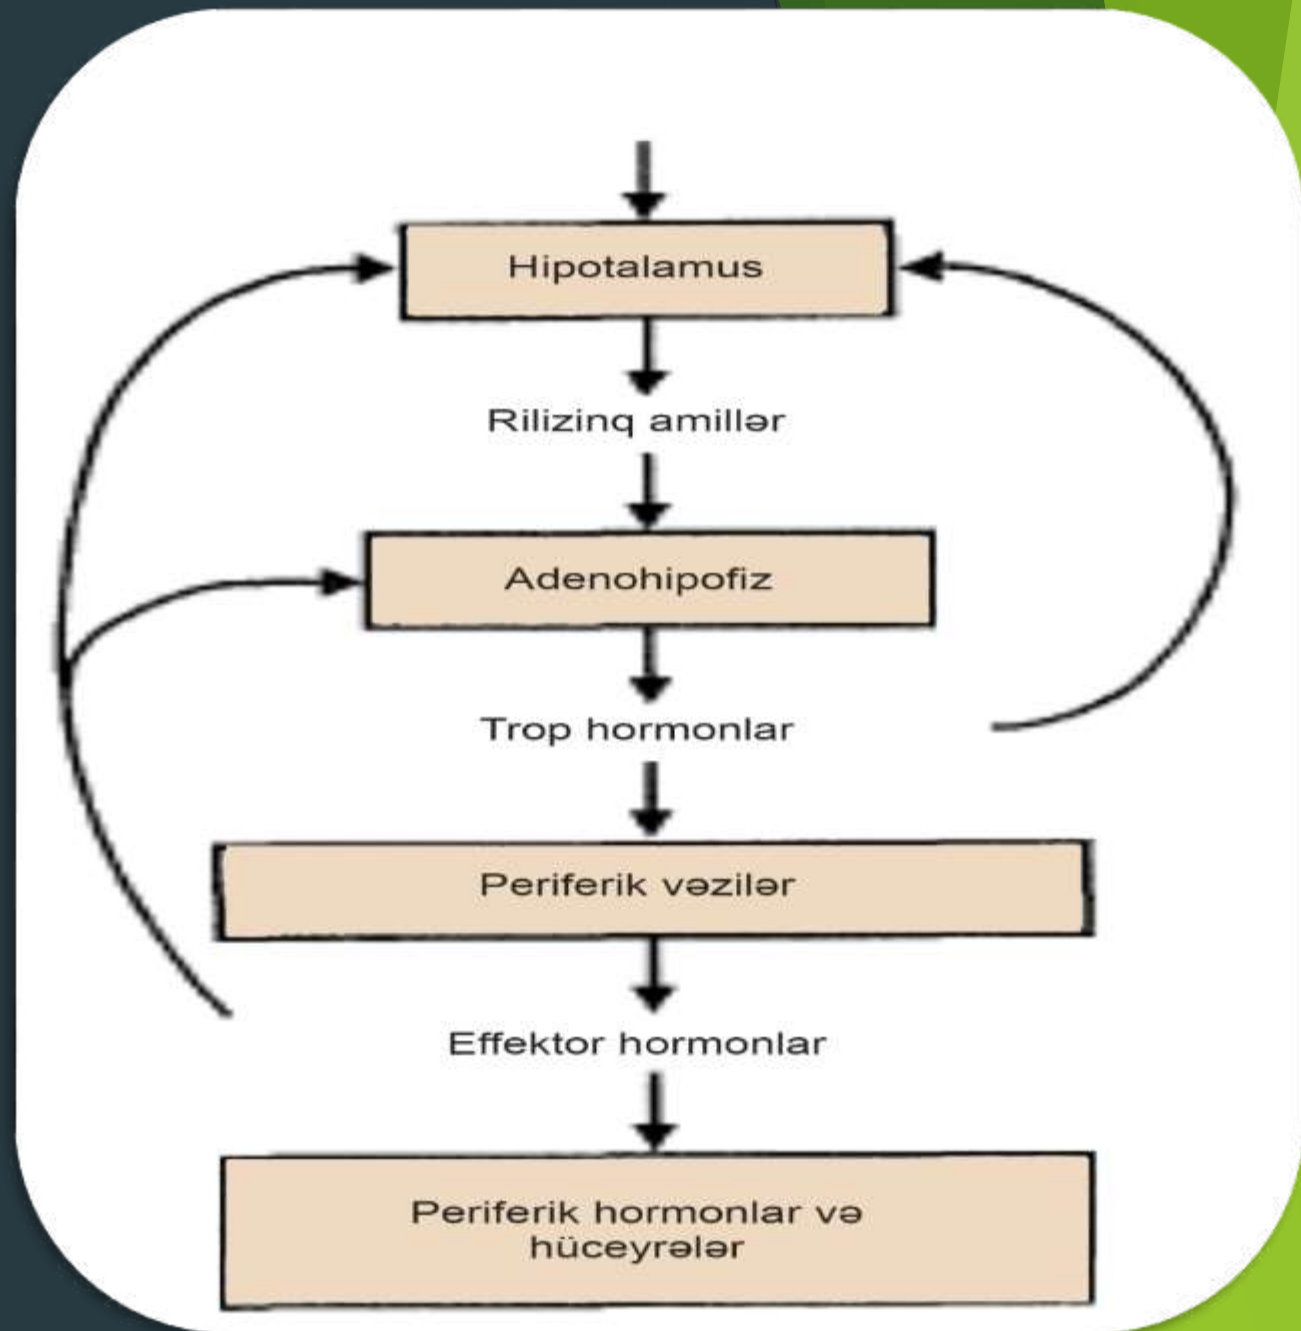 Hipotalamus
Rilizinq amillər
Adenohipofiz
Trop hormonlar
Periferik vəzilər
Effektor hormonlar
Periferik hormonlar və
hüceyrələr